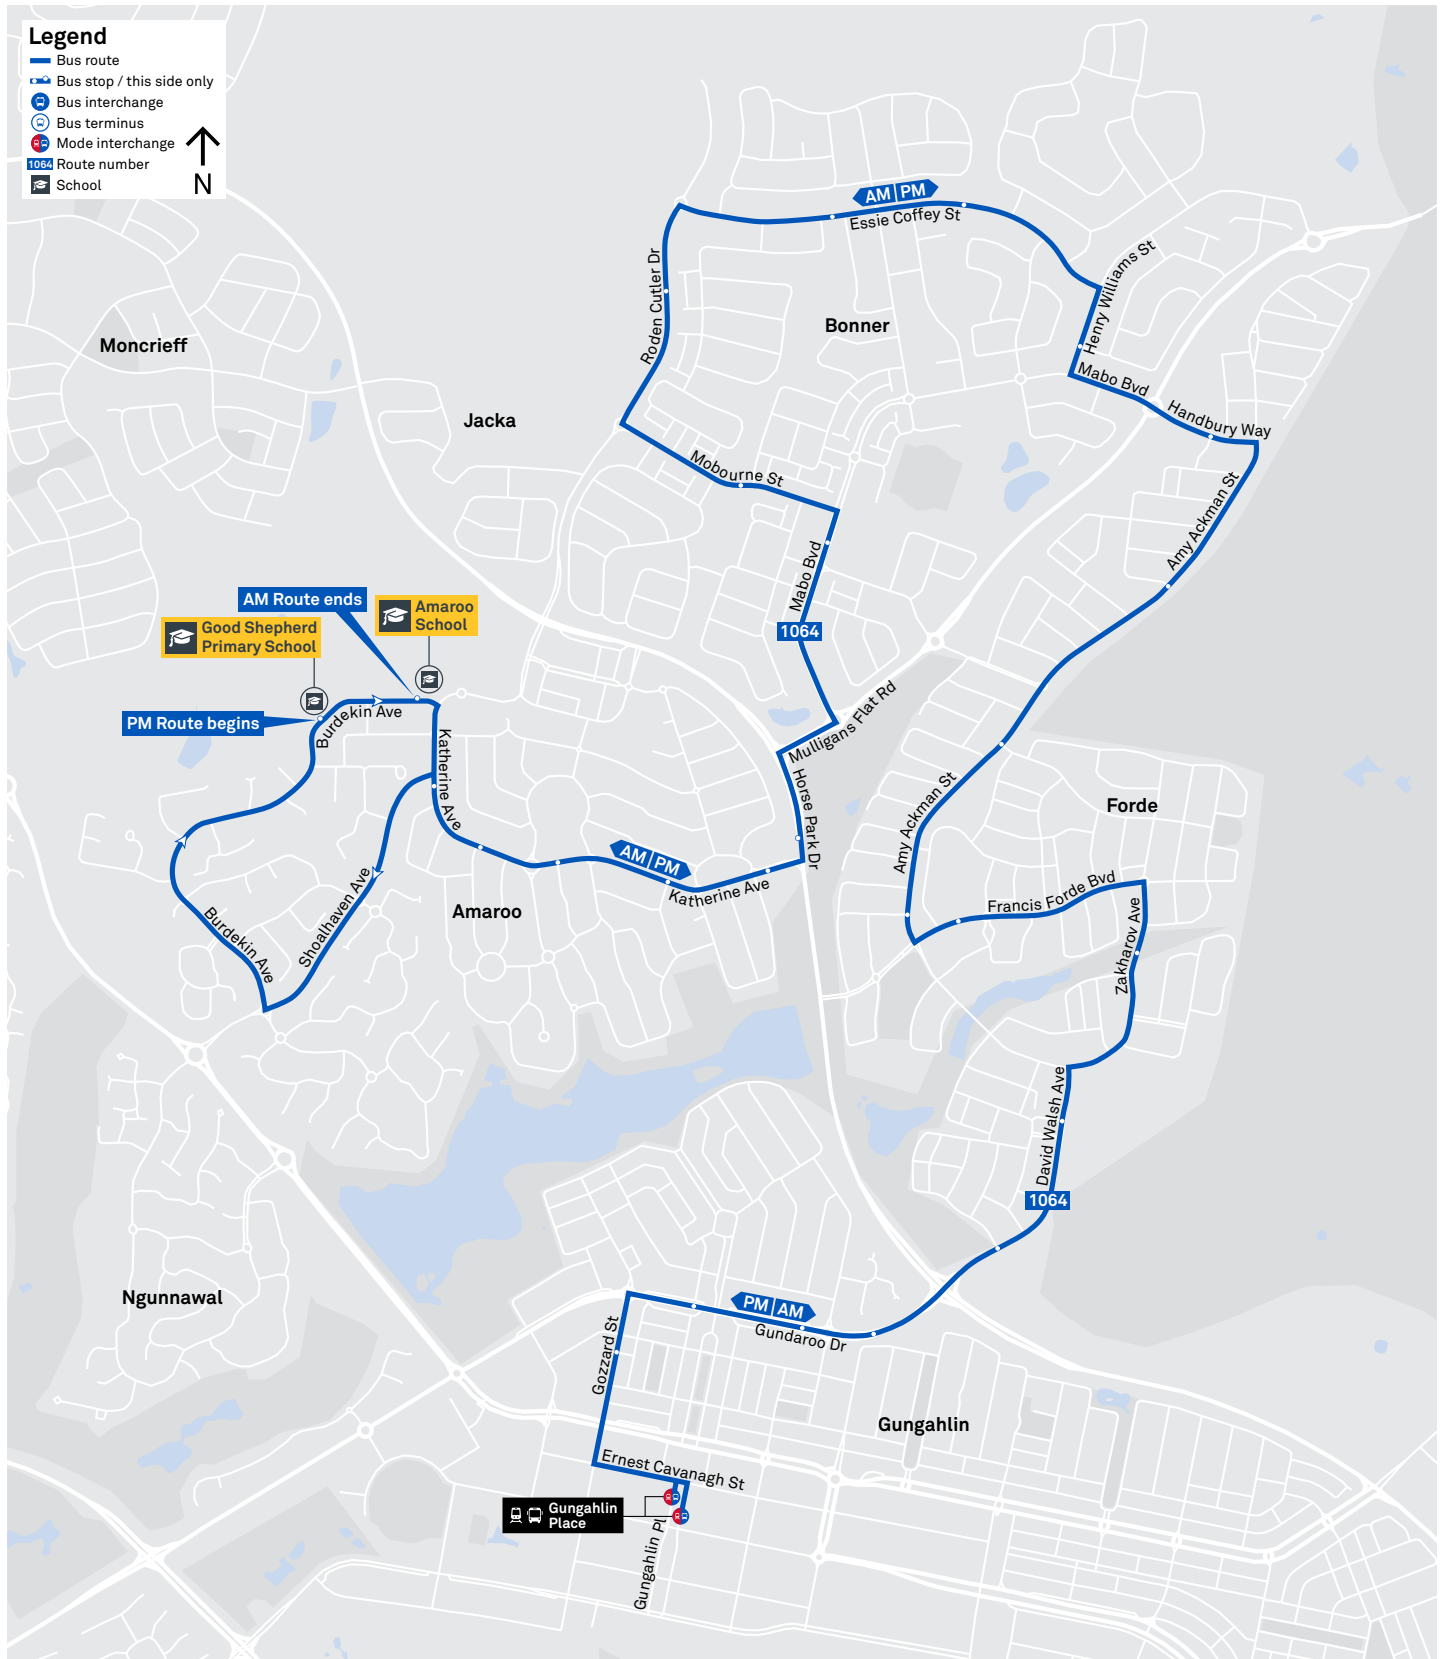 Legend
Bus route
Bus stop / this side only
Bus interchange
Bus terminus
Mode interchange
1064 Route number
School
N
AM PM
Essie Coffey St
Henry Williams St
Roden Cutler Dr
Bonner
Moncrieff
Mabo Bvd
Handbury Way
Jacka
Mobourne St
Amy Ackman St
Mabo Bvd
AM Route ends
Amaroo
School
Good Shepherd
Primary School
1064
PM Route begins
Burdekin Ave
Mulligans Flat Rd
Katherine Ave
Horse Park Dr
Amy Ackman St
Forde
AM PM
Katherine Ave
Francis Forde Bvd
Shoalhaven Ave
Amaroo
Burdekin Ave
Zakharov Ave
David Walsh Ave
1064
Ngunnawal
PM AM
Gundaroo Dr
Gozzard St
Gungahlin
Ernest Cavanagh St
Gungahlin
Place
Gungahlin Pl